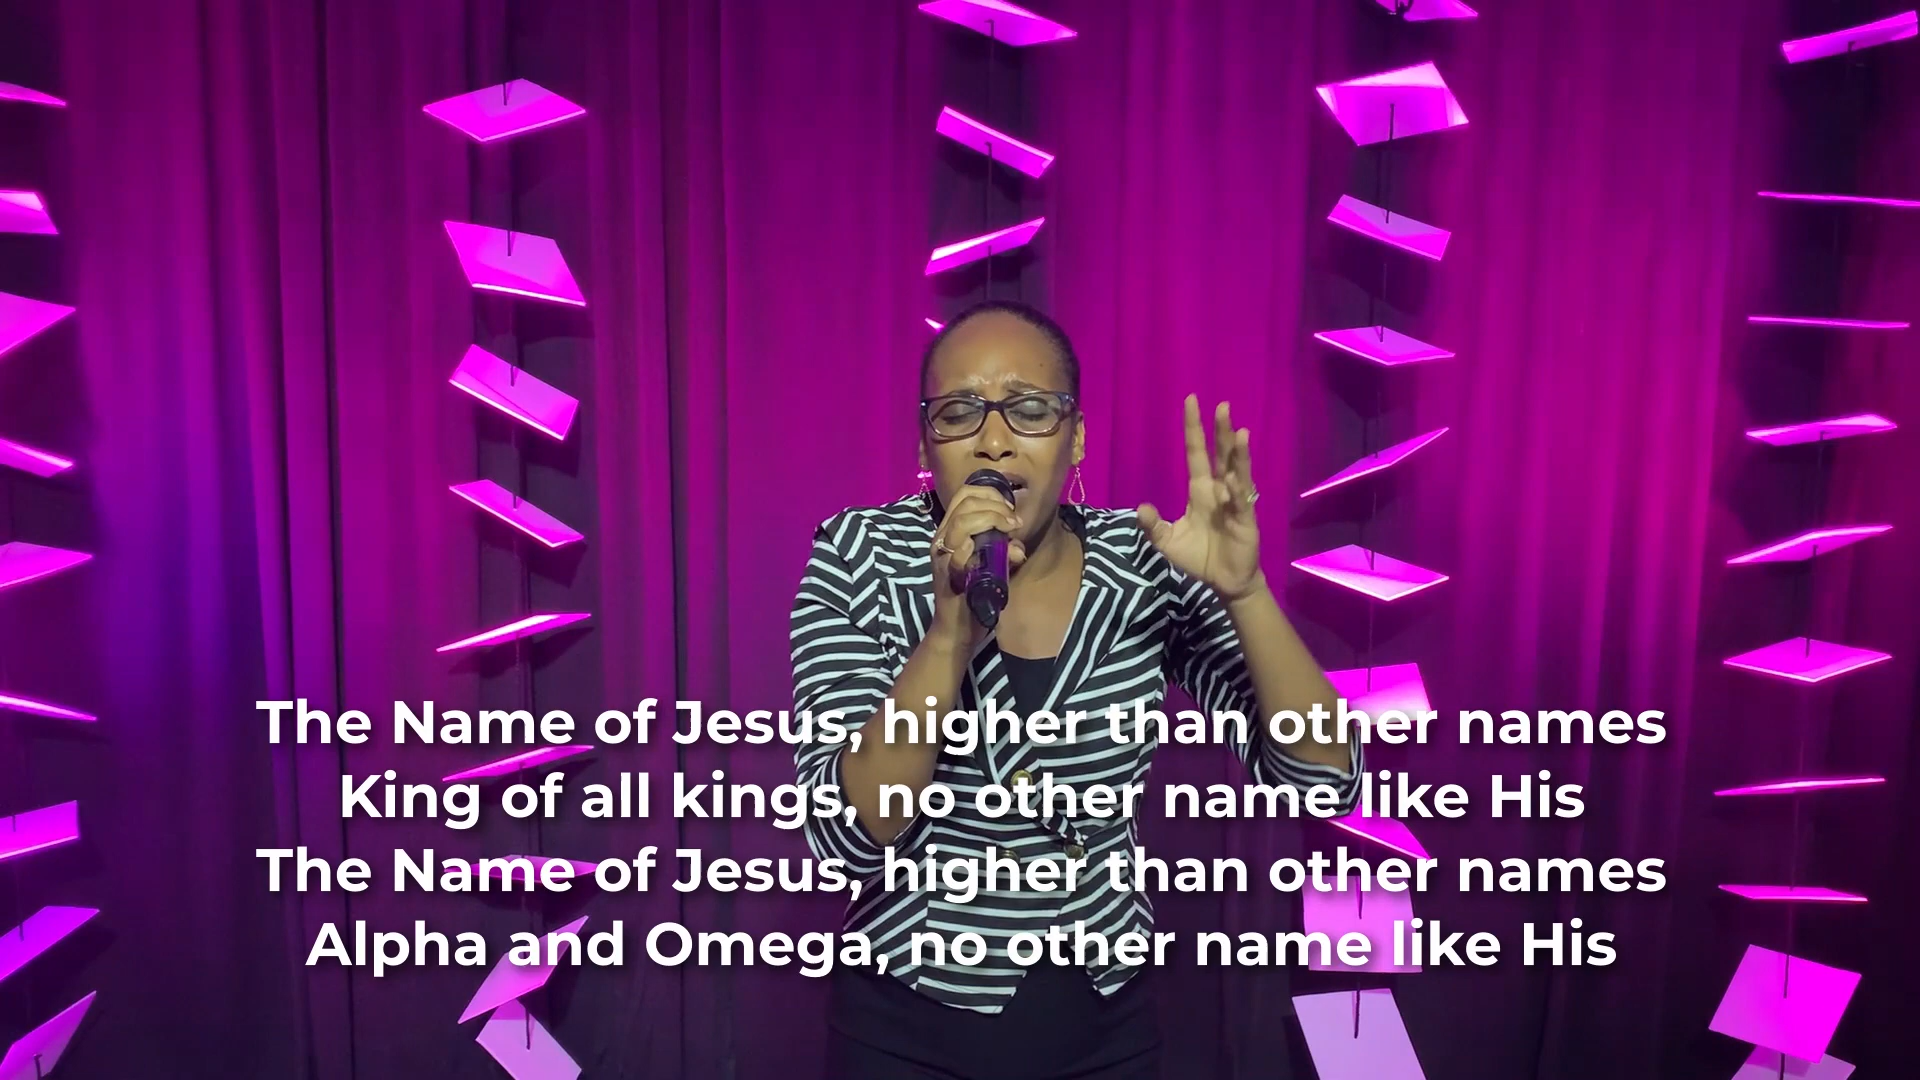 The Name of Jesus, higher than other names
King of all kings, no other name like His
The Name of Jesus, higher than other names
Alpha and Omega, no other name like His